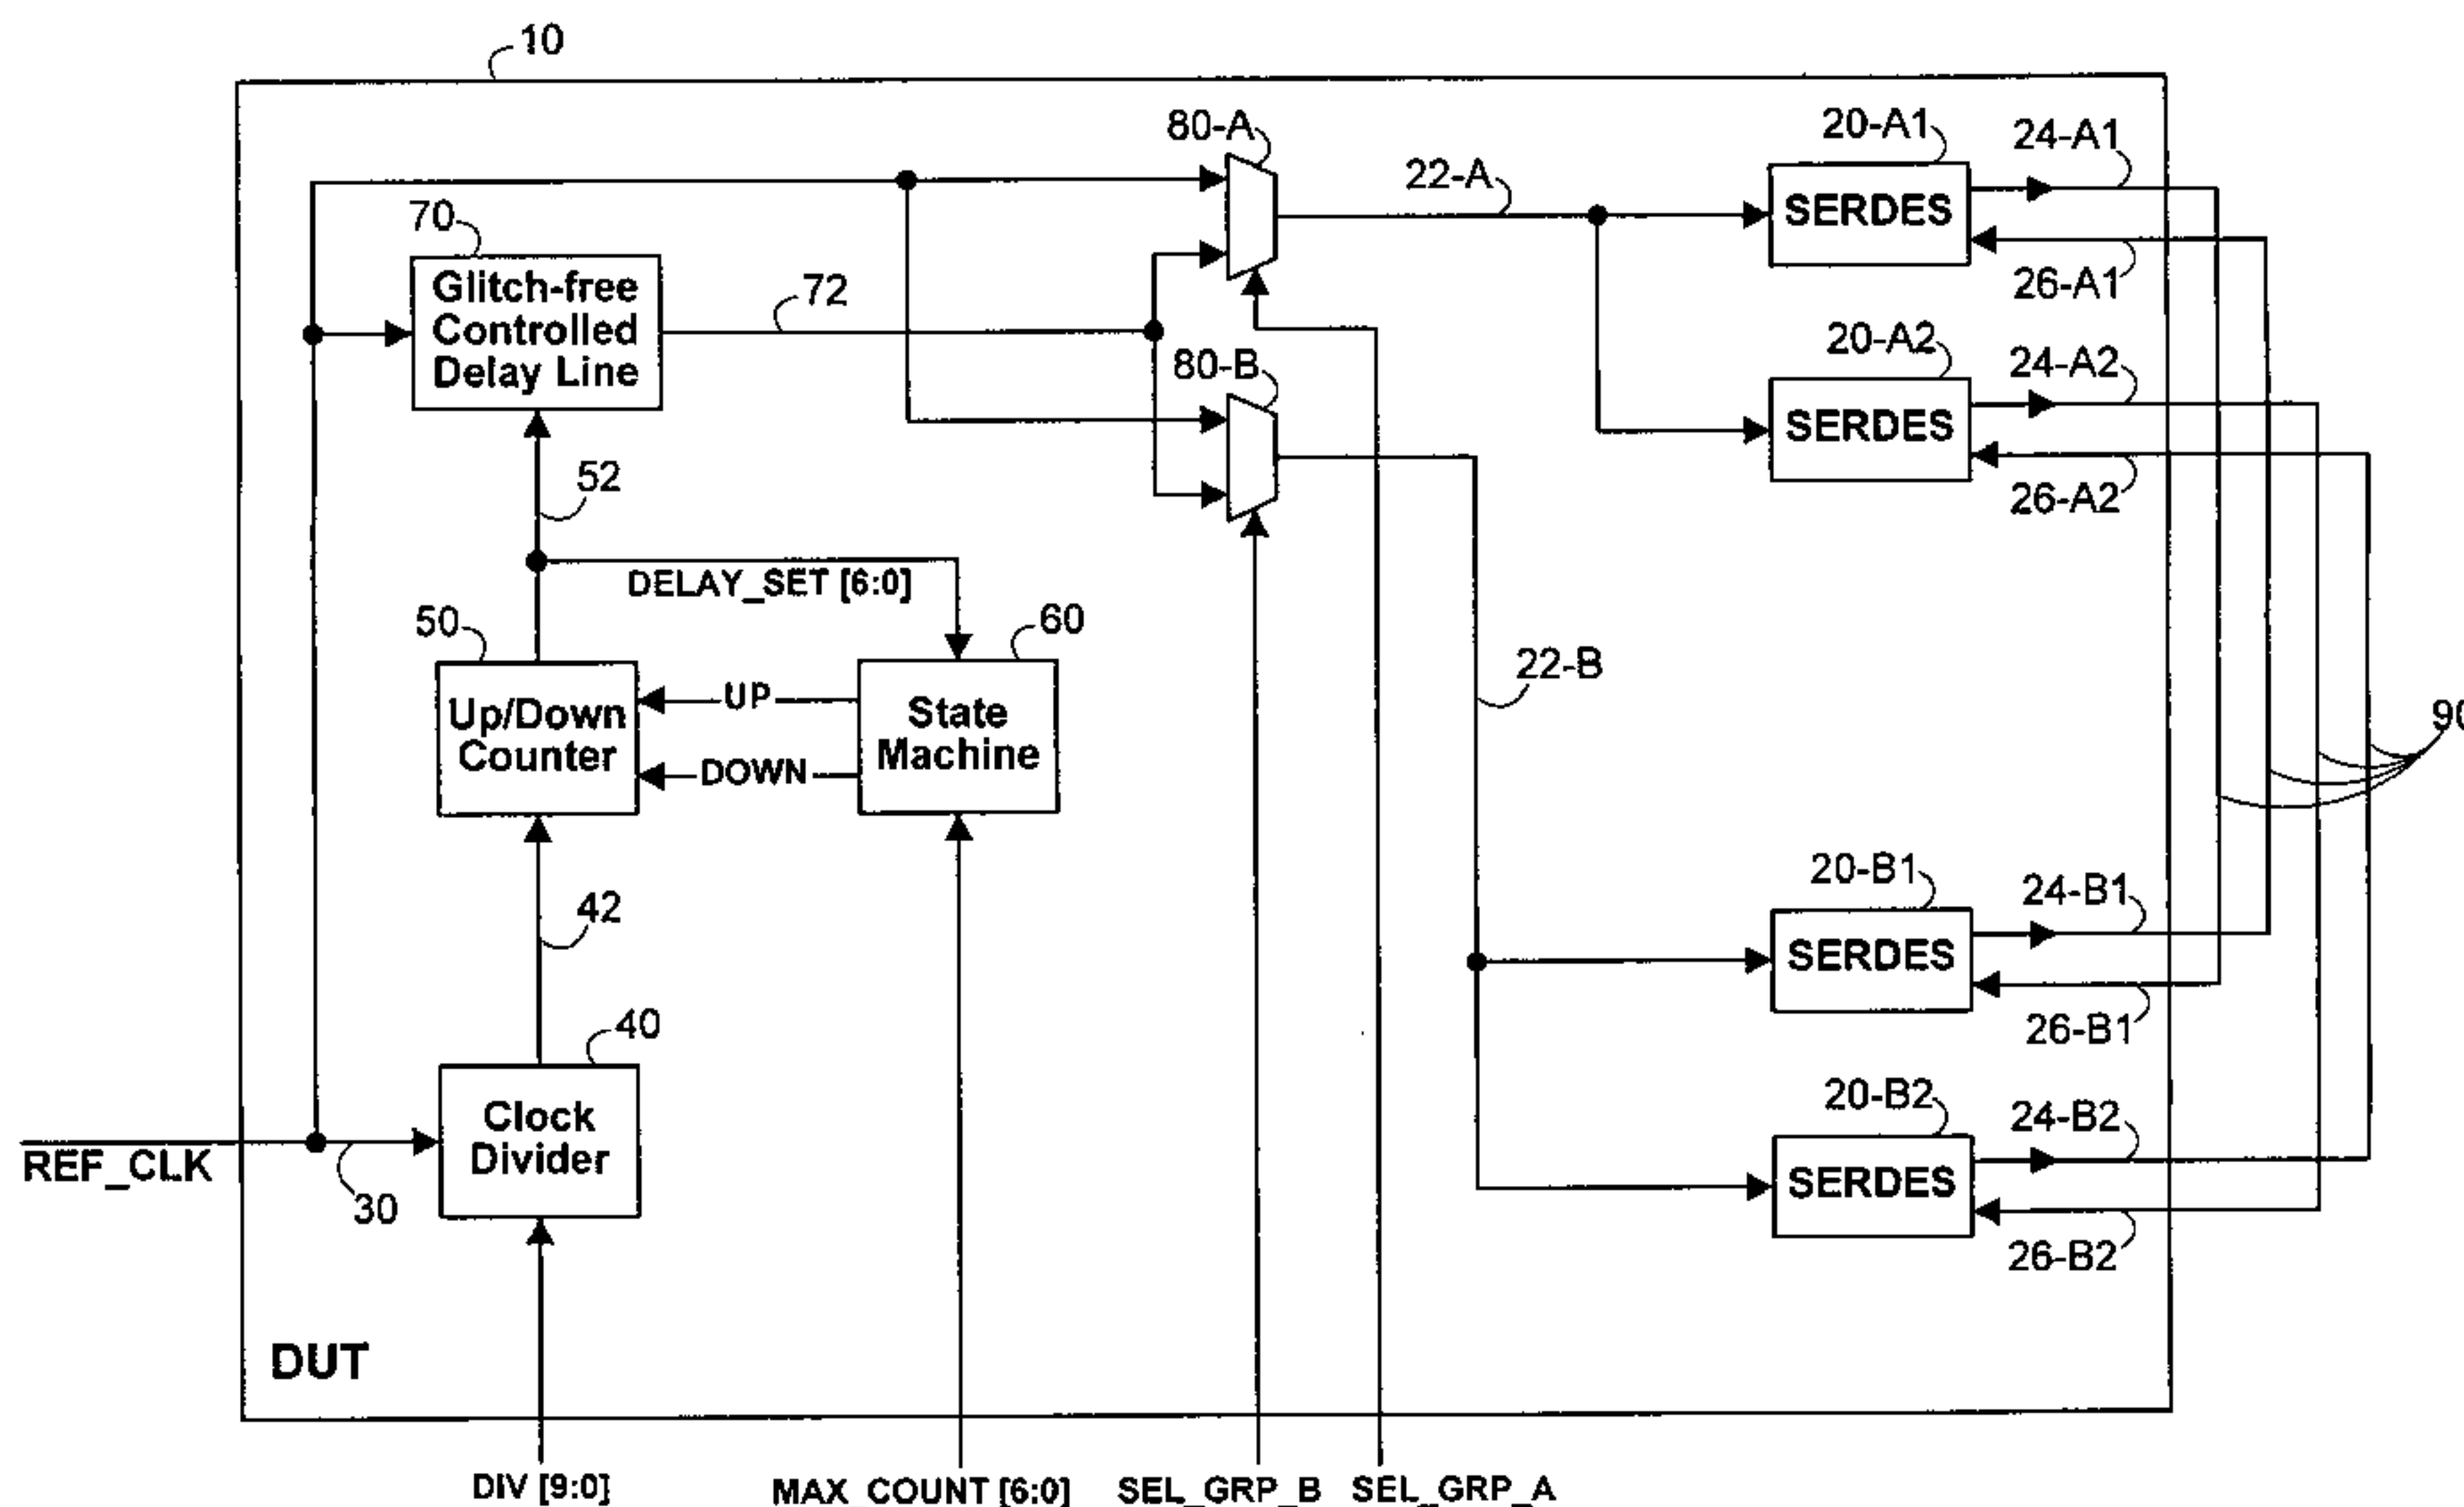 10
80-A
20-A1
24-A1
22-A
SERDES
70
26-A1
Glitch-free
Controlled
Delay Line
72
20-A2
24-A2
80-B
SERDES
52
26-A2
DELAY_SET [6:0]
50
60
22-B
UP
Up/Down
Counter
State
Machine
90
DOWN
20-B1
24-B1
42
SERDES
40
26-B1
Clock
Divider
20-B2
24-B2
REF_CLK
30
SERDES
26-B2
DUT
DIV [9:0]
MAX_COUNT [6:0]
SEL_GRP_B
SEL_GRP_A